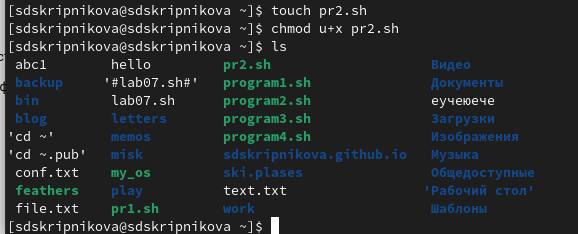 [sdskripnikova@sdskripnikova ~]$ touch pr2.sh
[sdskripnikova@sdskripnikova ~]$ chmod u+x pr2.sh
[sdskripnikova@sdskripnikova ~]$ ls
abc1 hello pr2.sh Видео
backup '#lab07.sh#' program1.sh Документы
bin lab07.sh program2.sh еучеюече
blog letters program3.sh Загрузки
'cd ~' memos program4.sh Изображения
'cd ~.pub' misk sdskripnikova.github.io Музыка
conf.txt my_os ski.plases Общедоступные
feathers play text.txt 'Рабочий стол'
file.txt pr1.sh work Шаблоны
[sdskripnikova@sdskripnikova ~]$